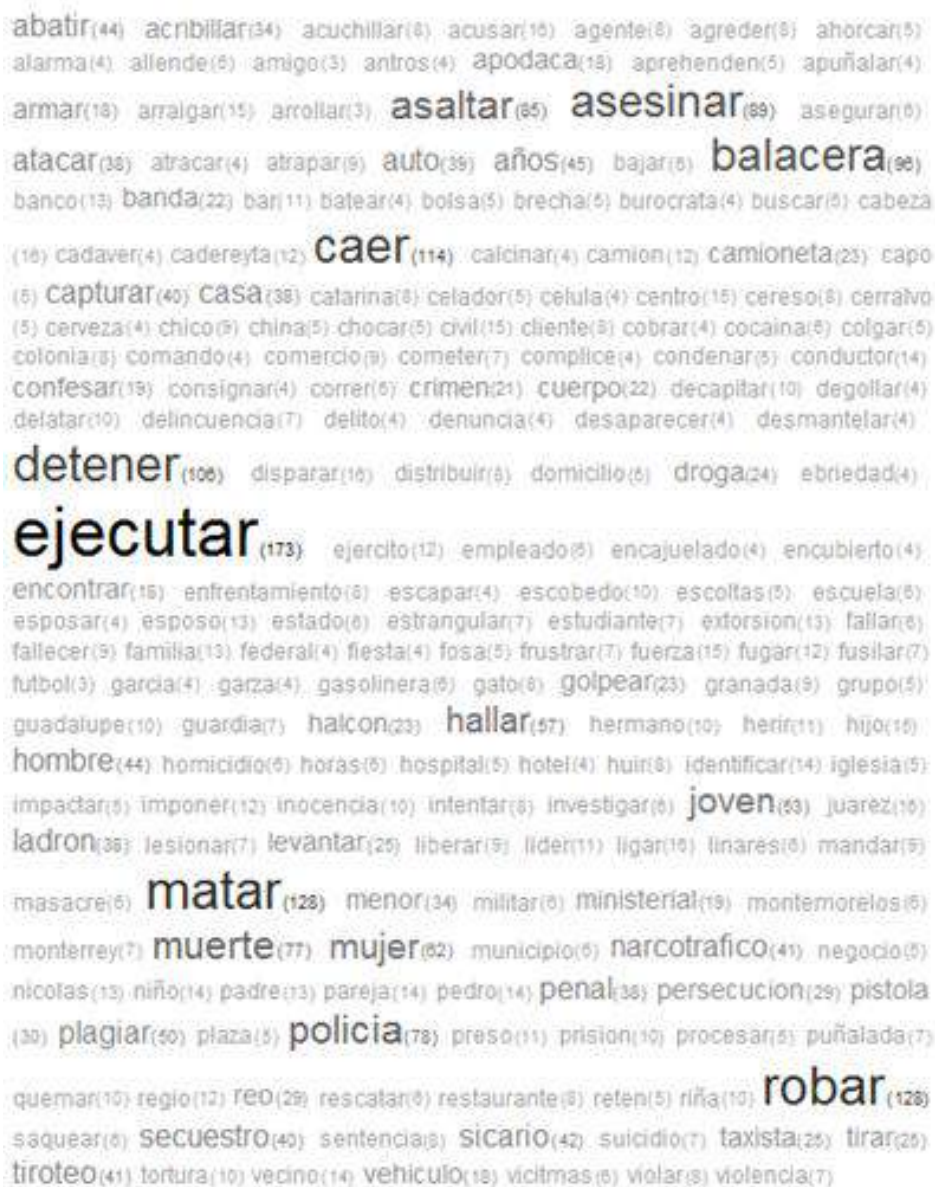 abatir(44) acribillar(34) acuchillar(8) acusar(16) agente(8) agreder(8) ahorcar(5)
alarma(4) allende(6) amigo(3) antros(4) apodaca(18) aprehenden(5) apuñalar(4)
armar(18) arraigar(15) arrollar(3) asaltar(85) asesinar(89) asegurar(6)
atacar(38) atracar(4) atrapar(9) auto(39) años(45) bajar(6) balacera(96)
banco(13) banda(22) bar(11) batear(4) bolsa(5) brecha(5) burocrata(4) buscar(5) cabeza
(16) cadaver(4) cadereyta(12) caer(114) calcinar(4) camion(12) camioneta(23) capo
(5) capturar(40) casa(38) catarina(8) celador(5) celula(4) centro(15) cereso(8) cerralvo
(5) cerveza(4) chico(9) china(5) chocar(5) civil(15) cliente(8) cobrar(4) cocaina(6) colgar(5)
colonia(8) comando(4) comercio(9) cometer(7) complice(4) condenar(5) conductor(14)
confesar(19) consignar(4) correr(6) crimen(21) cuerpo(22) decapitar(10) degollar(4)
delatar(10) delincuencia(7) delito(4) denuncia(4) desaparecer(4) desmantelar(4)
detener(106) disparar(16) distribuir(8) domicilio(6) droga(24) ebriedad(4)
ejecutar(173) ejercito(12) empleado(6) encajuelado(4) encubierto(4)
encontrar(18) enfrentamiento(8) escapar(4) escobedo(10) escoltas(5) escuela(6)
esposar(4) esposo(13) estado(6) estrangular(7) estudiante(7) extorsion(13) fallar(6)
fallecer(9) familia(13) federal(4) fiesta(4) fosa(5) frustrar(7) fuerza(15) fugar(12) fusilar(7)
futbol(3) garcia(4) garza(4) gasolinera(6) gato(6) golpear(23) granada(9) grupo(5)
guadalupe(10) guardia(7) halcon(23) hallar(57) hermano(10) herir(11) hijo(16)
hombre(44) homicidio(6) horas(6) hospital(5) hotel(4) huir(8) identificar(14) iglesia(5)
impactar(5) imponer(12) inocencia(10) intentar(8) investigar(6) joven(53) juarez(16)
ladron(38) lesionar(7) levantar(25) liberar(9) lider(11) ligar(16) linares(6) mandar(9)
masacre(6) matar(128) menor(34) militar(6) ministerial(19) montemorelos(6)
monterrey(7) muerte(77) mujer(62) municipio(6) narcotrafico(41) negocio(5)
nicolas(13) niño(14) padre(13) pareja(14) pedro(14) penal(38) persecucion(29) pistola
(30) plagiar(50) plaza(5) policia(78) preso(11) prision(10) procesar(5) puñalada(7)
quemar(10) regio(12) reo(29) rescatar(6) restaurante(8) reten(5) riña(10) robar(128)
saquear(6) secuestro(40) sentencia(8) sicario(42) suicidio(7) taxista(25) tirar(25)
tiroteo(41) tortura(10) vecino(14) vehiculo(18) vicitmas(6) violar(8) violencia(7)